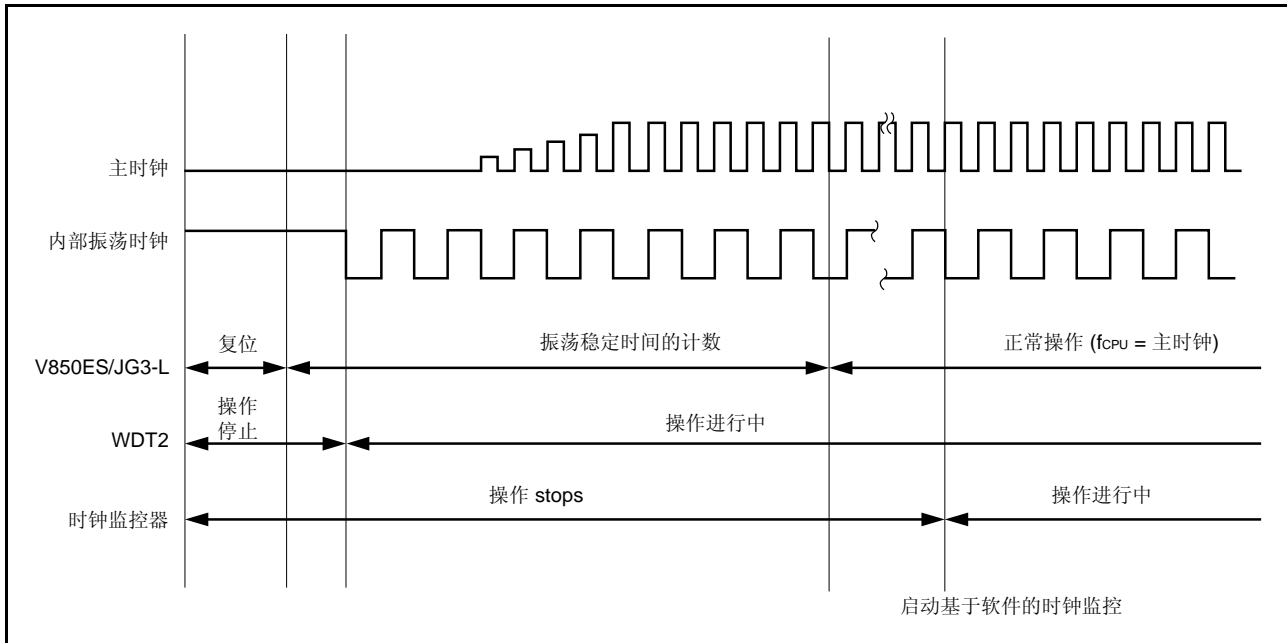 主时钟
内部振荡时钟
复位
振荡稳定时间的计数
正常操作 (fCPU = 主时钟)
V850ES/JG3-L
操作
停止
操作进行中
WDT2
操作 stops
操作进行中
时钟监控器
启动基于软件的时钟监控